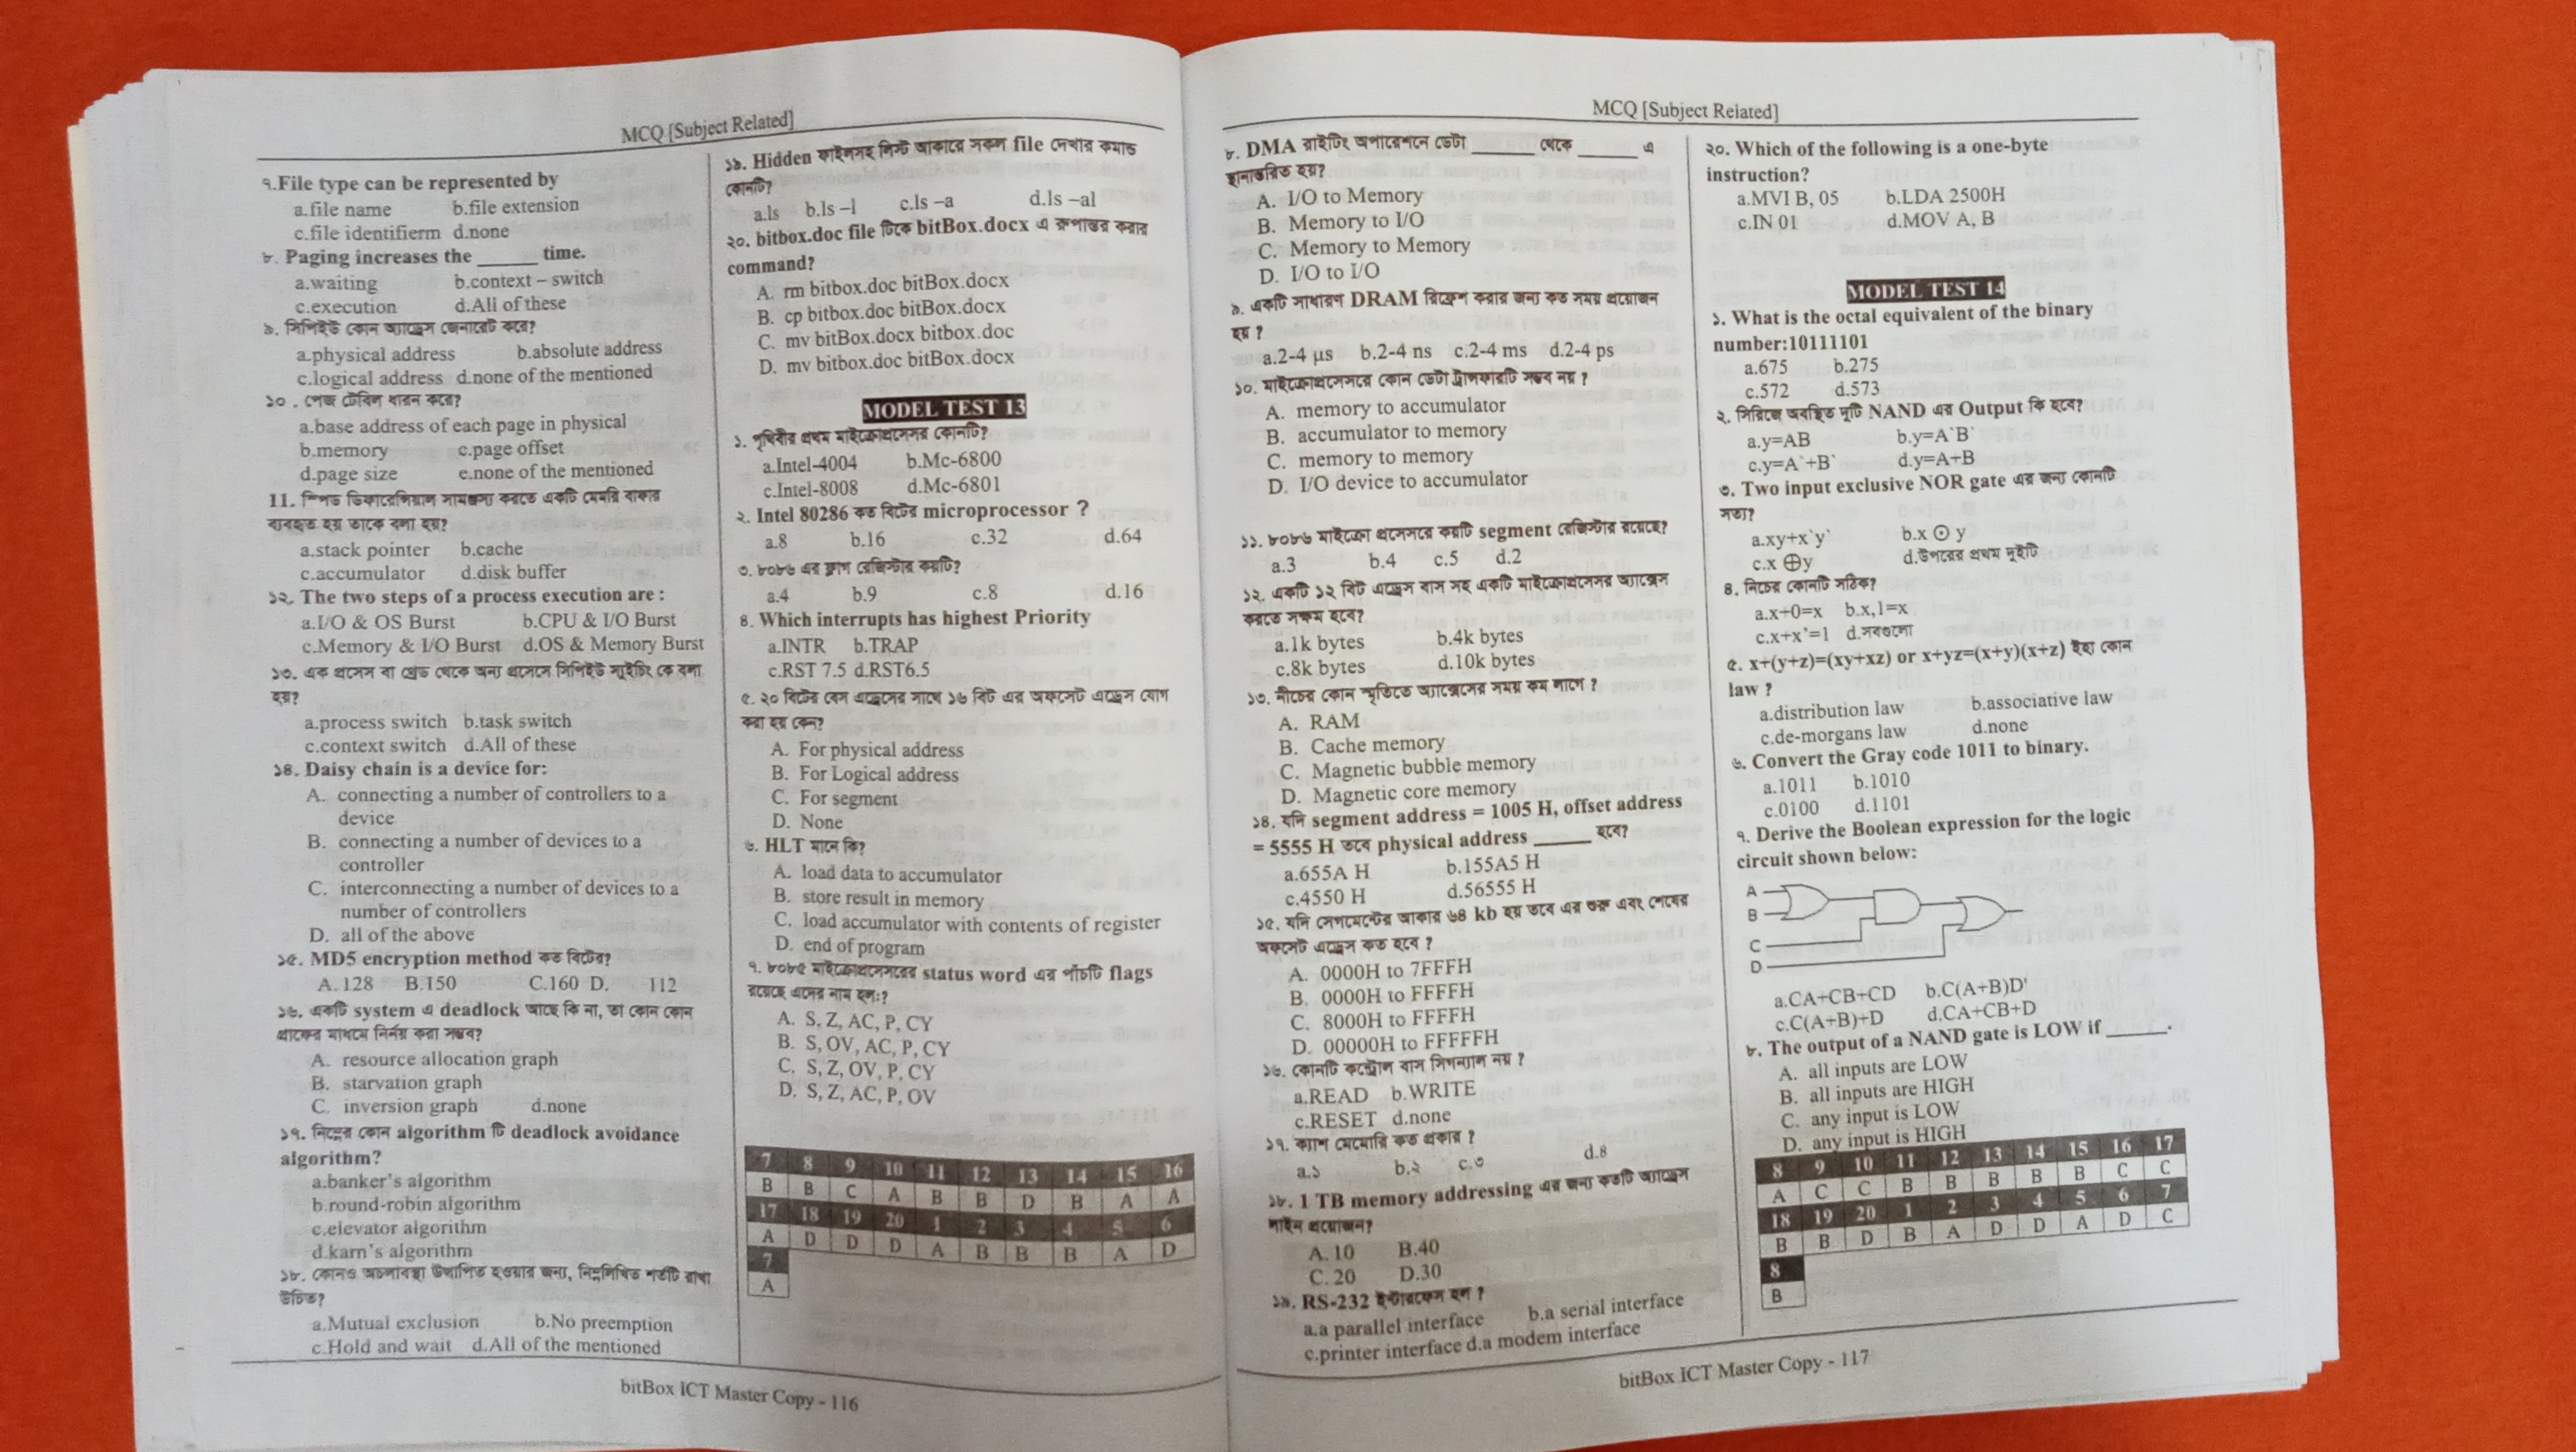 MCQ [Subject Related]
৭.File type can be represented by
a.file name b.file extension
c.file identifierm d.none
৮. Paging increases the ______ time.
a.waiting b.context – switch
c.execution d.All of these
৯. সিপিইউ কোন অ্যাড্রেস জেনারেট করে?
a.physical address b.absolute address
c.logical address d.none of the mentioned
১০ . পেজ টেবিল ধারন করে?
a.base address of each page in physical
b.memory c.page offset
d.page size e.none of the mentioned
11. স্পিড ডিফারেন্সিয়াল সামঞ্জস্য করতে একটি মেমরি বাফার
ব্যবহৃত হয় তাকে বলা হয়?
a.stack pointer b.cache
c.accumulator d.disk buffer
১২. The two steps of a process execution are :
a.I/O & OS Burst b.CPU & I/O Burst
c.Memory & I/O Burst d.OS & Memory Burst
১৩. এক প্রসেস বা থ্রেড থেকে অন্য প্রসেসে সিপিইউ সুইচিং কে বলা
হয়?
a.process switch b.task switch
c.context switch d.All of these
১৪. Daisy chain is a device for:
A. connecting a number of controllers to a
device
B. connecting a number of devices to a
controller
C. interconnecting a number of devices to a
number of controllers
D. all of the above
১৫. MD5 encryption method কত বিটের?
A. 128 B.150 C.160 D. 112
১৬. একটি system এ deadlock আছে কি না, তা কোন কোন
গ্রাফের মাধ্যমে নির্নয় করা সম্ভব?
A. resource allocation graph
B. starvation graph
C. inversion graph d.none
১৭. নিম্নের কোন algorithm টি deadlock avoidance
algorithm?
a.banker's algorithm
b.round-robin algorithm
c.elevator algorithm
d.karn's algorithm
১৮. কোনও অচলাবস্থা উত্থাপিত হওয়ার জন্য, নিম্নলিখিত শর্তটি রাখা
উচিত?
a.Mutual exclusion b.No preemption
c.Hold and wait d.All of the mentioned
১৯. Hidden ফাইলসহ লিস্ট আকারে সকল file দেখার কমান্ড
কোনটি?
a.ls b.ls –l c.ls –a d.ls –al
২০. bitbox.doc file টিকে bitBox.docx এ রুপান্তর করার
command?
A. rm bitbox.doc bitBox.docx
B. cp bitbox.doc bitBox.docx
C. mv bitBox.docx bitbox.doc
D. mv bitbox.doc bitBox.docx
MODEL TEST 13
১. পৃথিবীর প্রথম মাইক্রোপ্রসেসর কোনটি?
a.Intel-4004 b.Mc-6800
c.Intel-8008 d.Mc-6801
২. Intel 80286 কত বিটের microprocessor ?
a.8 b.16 c.32 d.64
৩. ৮০৮৬ এর ফ্লাগ রেজিস্টার কয়টি?
a.4 b.9 c.8 d.16
৪. Which interrupts has highest Priority
a.INTR b.TRAP
c.RST 7.5 d.RST6.5
৫. ২০ বিটের বেস এড্রেসের সাথে ১৬ বিট এর অফসেট এড্রেস যোগ
করা হয় কেন?
A. For physical address
B. For Logical address
C. For segment
D. None
৬. HLT মানে কি?
A. load data to accumulator
B. store result in memory
C. load accumulator with contents of register
D. end of program
৭. ৮০৮৫ মাইক্রোপ্রসেসরের status word এর পাঁচটি flags
রয়েছে এদের নাম হল:?
A. S, Z, AC, P, CY
B. S, OV, AC, P, CY
C. S, Z, OV, P, CY
D. S, Z, AC, P, OV
7 8 9 10 11 12 13 14 15 16
B B C A B B D B A A
17 18 19 20 1 2 3 4 5 6
A D D D A B B B A D
7
A
bitBox ICT Master Copy - 116
MCQ [Subject Related]
৮. DMA রাইটিং অপারেশনে ডেটা ______ থেকে ______ এ
স্থানান্তরিত হয়?
A. I/O to Memory
B. Memory to I/O
C. Memory to Memory
D. I/O to I/O
৯. একটি সাধারণ DRAM রিফ্রেশ করার জন্য কত সময় প্রয়োজন
হয় ?
a.2-4 μs b.2-4 ns c.2-4 ms d.2-4 ps
১০. মাইক্রোপ্রসেসরে কোন ডেটা ট্রান্সফারটি সম্ভব নয় ?
A. memory to accumulator
B. accumulator to memory
C. memory to memory
D. I/O device to accumulator
১১. ৮০৮৬ মাইক্রো প্রসেসরে কয়টি segment রেজিস্টার রয়েছে?
a.3 b.4 c.5 d.2
১২. একটি ১২ বিট এড্রেস বাস সহ একটি মাইক্রোপ্রসেসর অ্যাক্সেস
করতে সক্ষম হবে?
a.1k bytes b.4k bytes
c.8k bytes d.10k bytes
১৩. নীচের কোন স্মৃতিতে অ্যাক্সেসের সময় কম লাগে ?
A. RAM
B. Cache memory
C. Magnetic bubble memory
D. Magnetic core memory
১৪. যদি segment address = 1005 H, offset address
= 5555 H তবে physical address ______ হবে?
a.655A H b.155A5 H
c.4550 H d.56555 H
১৫. যদি সেগমেন্টের আকার ৬৪ kb হয় তবে এর শুরু এবং শেষের
অফসেট এড্রেস কত হবে ?
A. 0000H to 7FFFH
B. 0000H to FFFFH
C. 8000H to FFFFH
D. 00000H to FFFFFH
১৬. কোনটি কন্ট্রোল বাস সিগন্যাল নয় ?
a.READ b.WRITE
c.RESET d.none
১৭. ক্যাশ মেমোরি কত প্রকার ?
a.১ b.২ c.৩ d.4
১৮. 1 TB memory addressing এর জন্য কতটি অ্যাড্রেস
লাইন প্রয়োজন?
A. 10 B.40
C. 20 D.30
১৯. RS-232 ইন্টারফেস হল ?
a.a parallel interface b.a serial interface
c.printer interface d.a modem interface
২০. Which of the following is a one-byte
instruction?
a.MVI B, 05 b.LDA 2500H
c.IN 01 d.MOV A, B
MODEL TEST 14
১. What is the octal equivalent of the binary
number:10111101
a.675 b.275
c.572 d.573
২. সিরিজে অবস্থিত দুটি NAND এর Output কি হবে?
a.y=AB b.y=A`B`
c.y=A`+B` d.y=A+B
৩. Two input exclusive NOR gate এর জন্য কোনটি
সত্য?
a.xy+x`y` b.x ⊙ y
c.x ⊕y d.উপরের প্রথম দুইটি
৪. নিচের কোনটি সঠিক?
a.x+0=x b.x,1=x
c.x+x'=1 d.সবগুলো
৫. x+(y+z)=(xy+xz) or x+yz=(x+y)(x+z) ইহা কোন
law ?
a.distribution law b.associative law
c.de-morgans law d.none
৬. Convert the Gray code 1011 to binary.
a.1011 b.1010
c.0100 d.1101
৭. Derive the Boolean expression for the logic
circuit shown below:
A
B
C
D
a.CA+CB+CD b.C(A+B)D'
c.C(A+B)+D d.CA+CB+D
৮. The output of a NAND gate is LOW if ______.
A. all inputs are LOW
B. all inputs are HIGH
C. any input is LOW
D. any input is HIGH
8 9 10 11 12 13 14 15 16 17
A C C B B B B B C C
18 19 20 1 2 3 4 5 6 7
B B D B A D D A D C
8
B
bitBox ICT Master Copy - 117